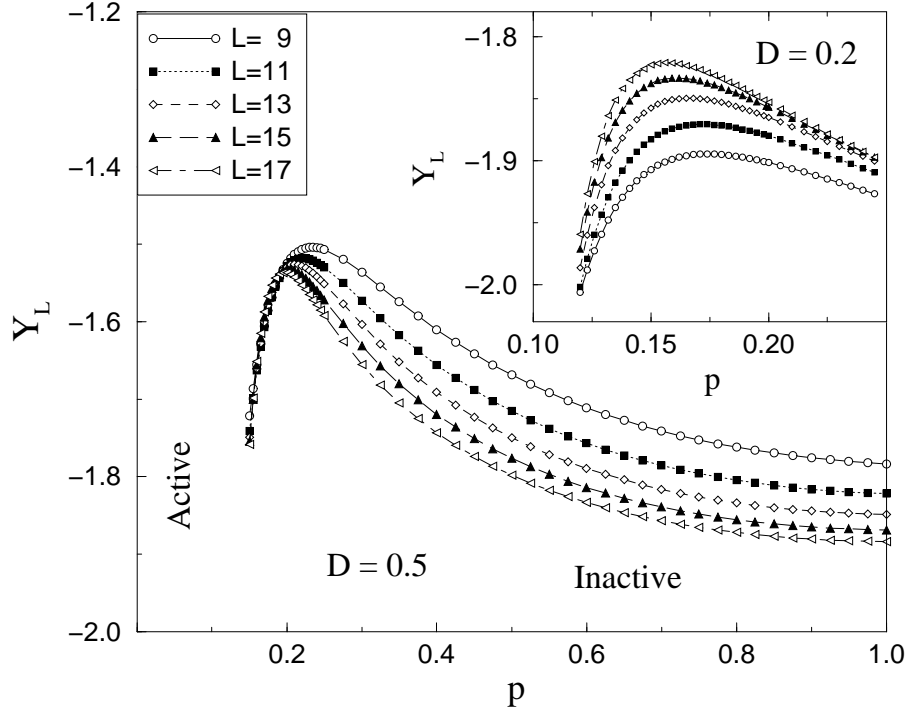 −1.2
−1.4
−1.6
−1.8
−2.0
Y_L
L= 9
L=11
L=13
L=15
L=17
−1.8
−1.9
−2.0
Y_L
D = 0.2
0.10 0.15 0.20
p
Active
D = 0.5
Inactive
0.2 0.4 0.6 0.8 1.0
p